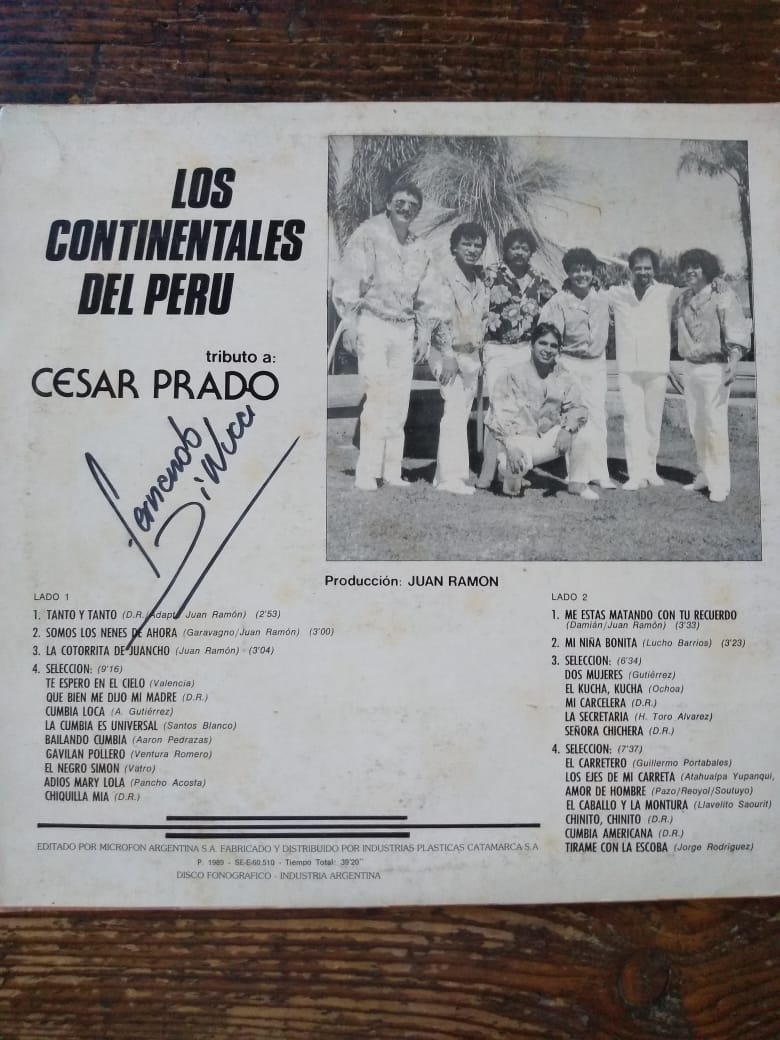 LOS
CONTINENTALES
DEL PERU
tributo a:
CESAR PRADO
Fernando
Di Nucci
Producción: JUAN RAMON
LADO 1
1. TANTO Y TANTO (D.R./Adapt. Juan Ramón) (2'53)
2. SOMOS LOS NENES DE AHORA (Garavagno/Juan Ramón) (3'00)
3. LA COTORRITA DE JUANCHO (Juan Ramón) (3'04)
4. SELECCION: (9'16)
TE ESPERO EN EL CIELO (Valencia)
QUE BIEN ME DIJO MI MADRE (D.R.)
CUMBIA LOCA (A. Gutiérrez)
LA CUMBIA ES UNIVERSAL (Santos Blanco)
BAILANDO CUMBIA (Aaron Pedrazas)
GAVILAN POLLERO (Ventura Romero)
EL NEGRO SIMON (Vatro)
ADIOS MARY LOLA (Pancho Acosta)
CHIQUILLA MIA (D.R.)
LADO 2
1. ME ESTAS MATANDO CON TU RECUERDO
(Damián/Juan Ramón) (3'33)
2. MI NIÑA BONITA (Lucho Barrios) (3'23)
3. SELECCION: (6'34)
DOS MUJERES (Gutiérrez)
EL KUCHA, KUCHA (Ochoa)
MI CARCELERA (D.R.)
LA SECRETARIA (H. Toro Alvarez)
SEÑORA CHICHERA (D.R.)
4. SELECCION: (7'37)
EL CARRETERO (Guillermo Portabales)
LOS EJES DE MI CARRETA (Atahualpa Yupanqui,
AMOR DE HOMBRE (Pazo/Reoyol/Soutuyo)
EL CABALLO Y LA MONTURA (Llavelito Saourit)
CHINITO, CHINITO (D.R.)
CUMBIA AMERICANA (D.R.)
TIRAME CON LA ESCOBA (Jorge Rodríguez)
EDITADO POR MICROFON ARGENTINA S.A. FABRICADO Y DISTRIBUIDO POR INDUSTRIAS PLASTICAS CATAMARCA S.A
P. 1989 - SE-E-60.510 - Tiempo Total: 39'20"
DISCO FONOGRAFICO - INDUSTRIA ARGENTINA